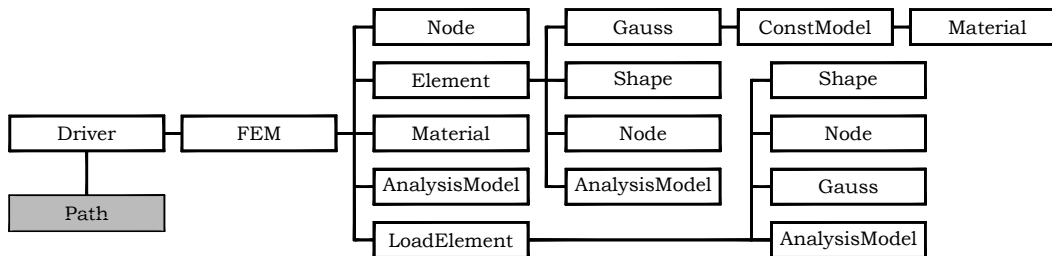 Node
Gauss
ConstModel
Material
Element
Shape
Shape
Driver
FEM
Material
Node
Node
Path
AnalysisModel
AnalysisModel
Gauss
LoadElement
AnalysisModel